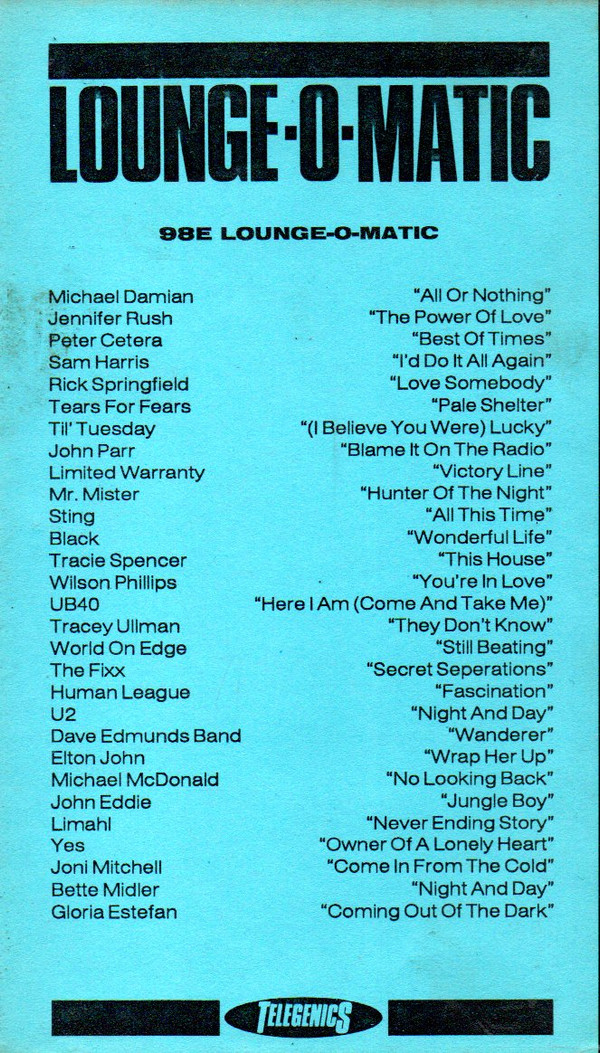 LOUNGE-O-MATIC
98E LOUNGE-O-MATIC
Michael Damian "All Or Nothing"
Jennifer Rush "The Power Of Love"
Peter Cetera "Best Of Times"
Sam Harris "I'd Do It All Again"
Rick Springfield "Love Somebody"
Tears For Fears "Pale Shelter"
Til' Tuesday "(I Believe You Were) Lucky"
John Parr "Blame It On The Radio"
Limited Warranty "Victory Line"
Mr. Mister "Hunter Of The Night"
Sting "All This Time"
Black "Wonderful Life"
Tracie Spencer "This House"
Wilson Phillips "You're In Love"
UB40 "Here I Am (Come And Take Me)"
Tracey Ullman "They Don't Know"
World On Edge "Still Beating"
The Fixx "Secret Seperations"
Human League "Fascination"
U2 "Night And Day"
Dave Edmunds Band "Wanderer"
Elton John "Wrap Her Up"
Michael McDonald "No Looking Back"
John Eddie "Jungle Boy"
Limahl "Never Ending Story"
Yes "Owner Of A Lonely Heart"
Joni Mitchell "Come In From The Cold"
Bette Midler "Night And Day"
Gloria Estefan "Coming Out Of The Dark"
TELEGENICS